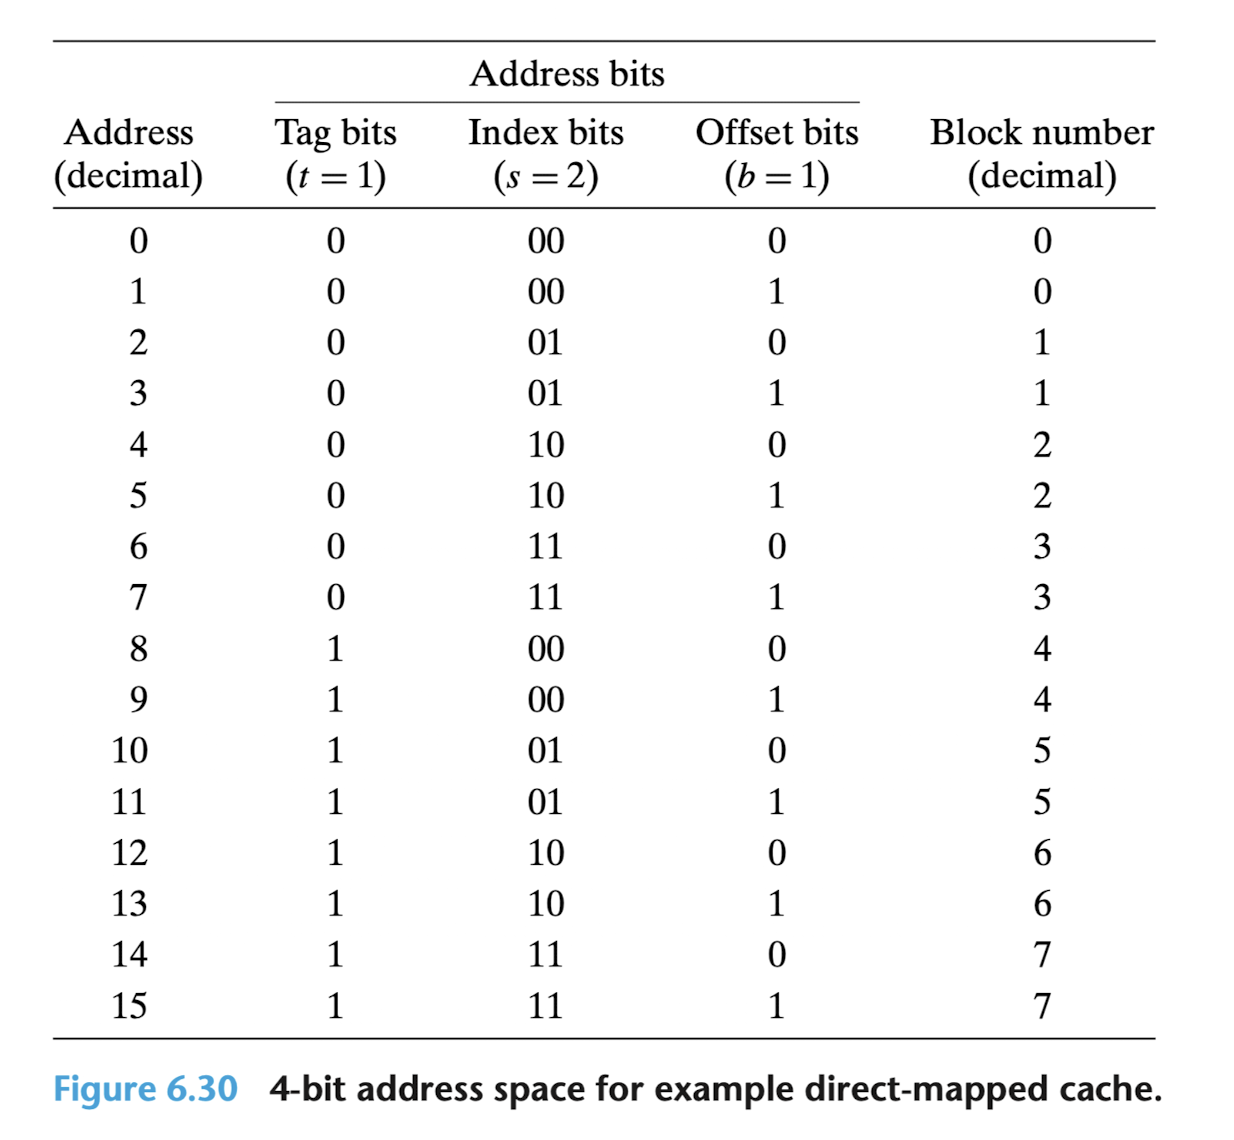 Address bits
Address Tag bits Index bits Offset bits Block number
(decimal) (t = 1) (s = 2) (b = 1) (decimal)
0 0 00 0 0
1 0 00 1 0
2 0 01 0 1
3 0 01 1 1
4 0 10 0 2
5 0 10 1 2
6 0 11 0 3
7 0 11 1 3
8 1 00 0 4
9 1 00 1 4
10 1 01 0 5
11 1 01 1 5
12 1 10 0 6
13 1 10 1 6
14 1 11 0 7
15 1 11 1 7
Figure 6.30 4-bit address space for example direct-mapped cache.